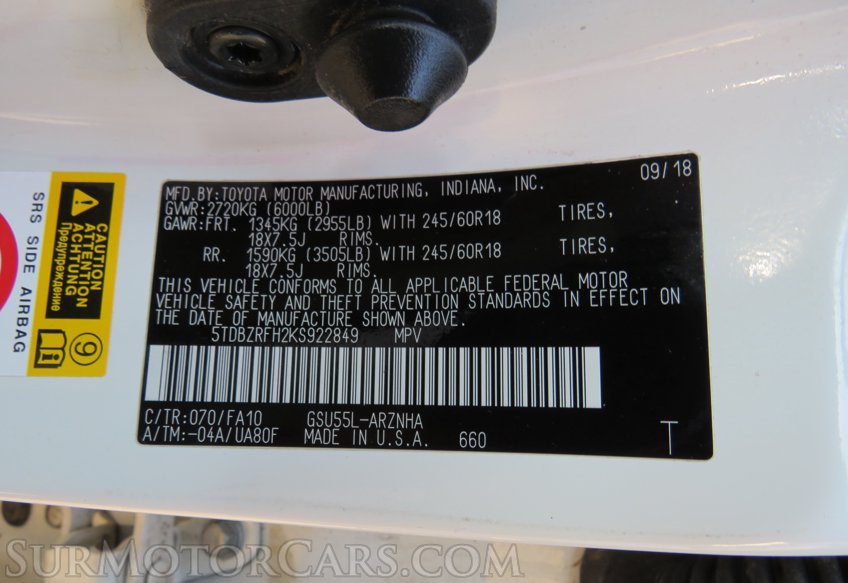 SRS SIDE AIRBAG
CAUTION
ATTENTION
ACHTUNG
Предупреждение
9
MFD.BY:TOYOTA MOTOR MANUFACTURING, INDIANA, INC. 09/18
GVWR:2720KG (6000LB)
GAWR:FRT. 1345KG (2955LB) WITH 245/60R18 TIRES,
18X7.5J RIMS.
RR. 1590KG (3505LB) WITH 245/60R18 TIRES,
18X7.5J RIMS.
THIS VEHICLE CONFORMS TO ALL APPLICABLE FEDERAL MOTOR
VEHICLE SAFETY AND THEFT PREVENTION STANDARDS IN EFFECT ON
THE DATE OF MANUFACTURE SHOWN ABOVE.
5TDBZRFH2KS922849 MPV
C/TR:070/FA10 GSU55L-ARZNHA
A/TM:-04A/UA80F MADE IN U.S.A. 660 T
SurMotorCars.com